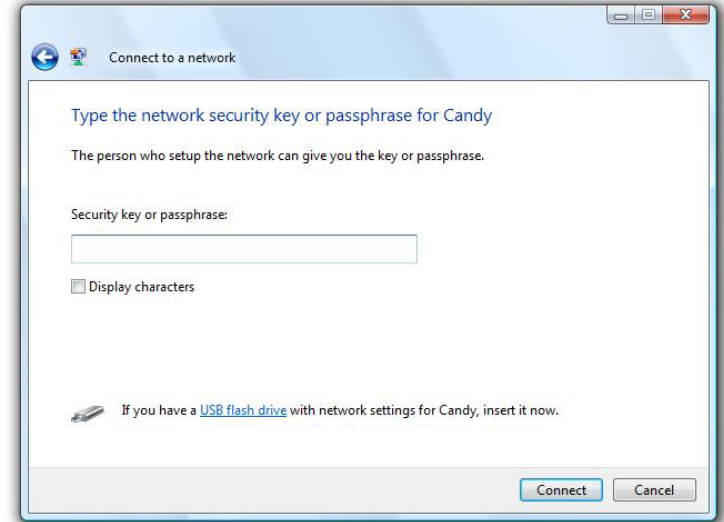 Connect to a network
Type the network security key or passphrase for Candy
The person who setup the network can give you the key or passphrase.
Security key or passphrase:
Display characters
If you have a USB flash drive with network settings for Candy, insert it now.
Connect Cancel